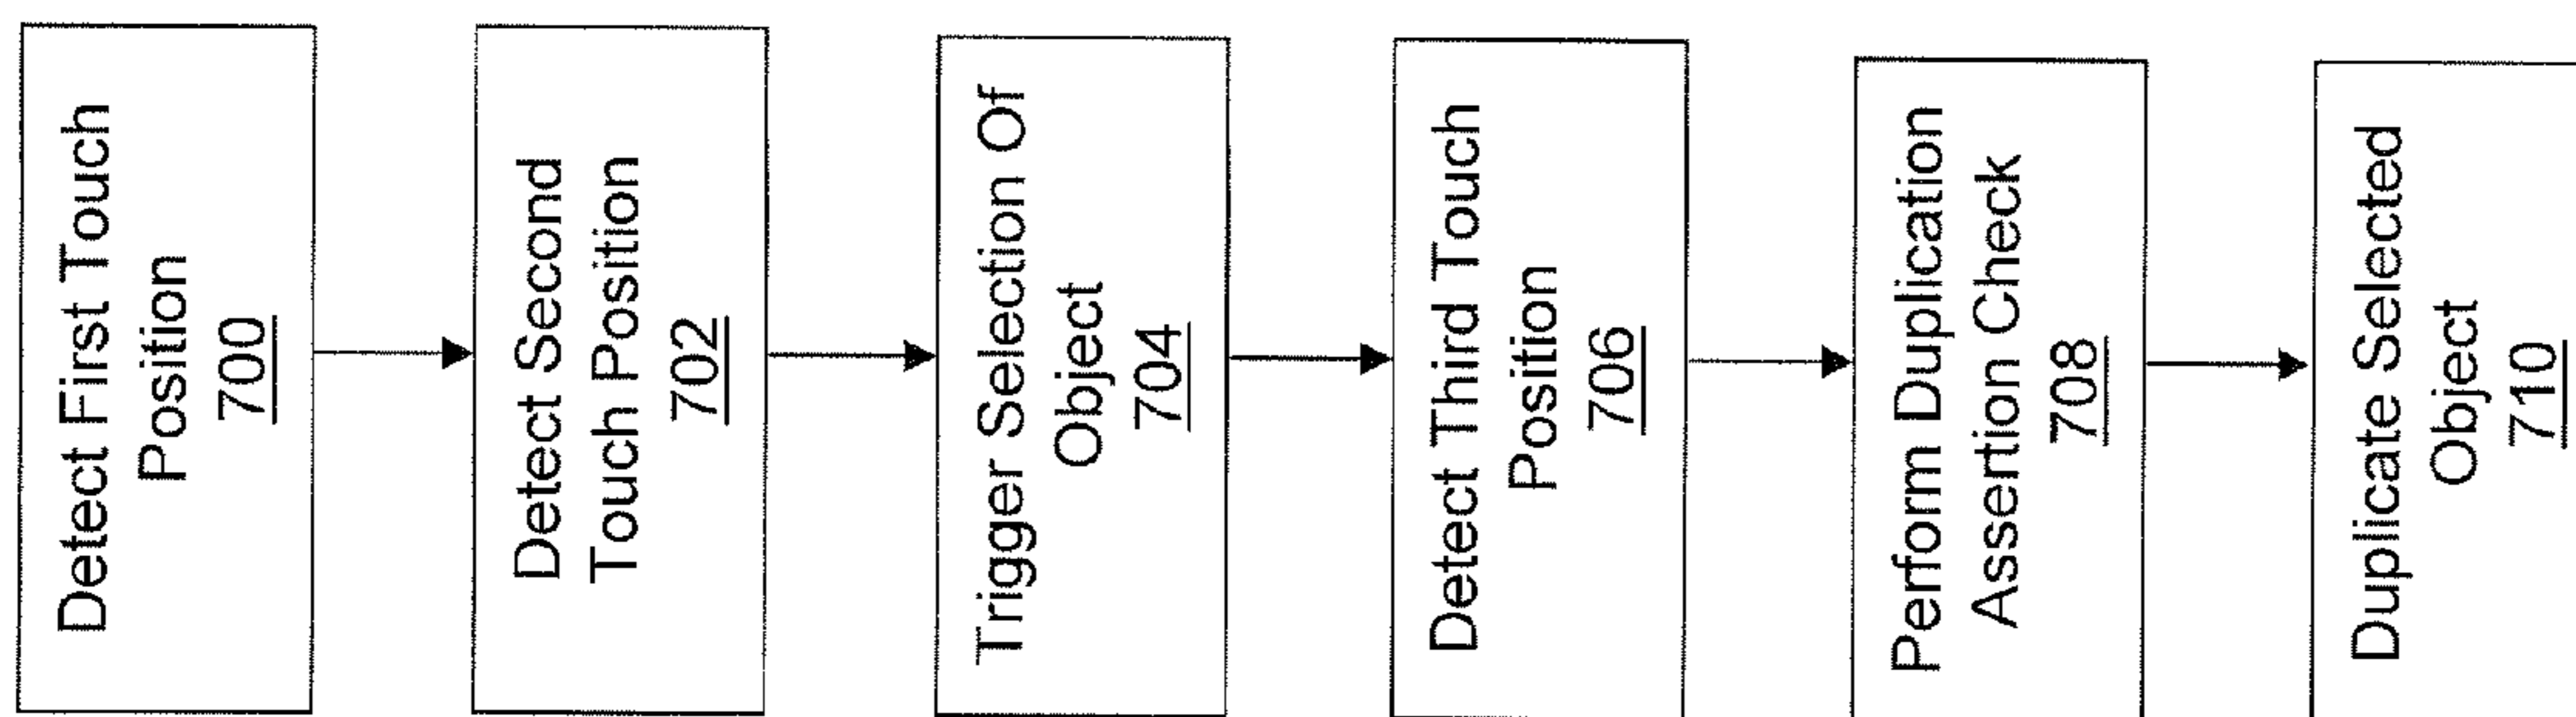 Detect First Touch
Position
700
Detect Second
Touch Position
702
Trigger Selection Of
Object
704
Detect Third Touch
Position
706
Perform Duplication
Assertion Check
708
Duplicate Selected
Object
710